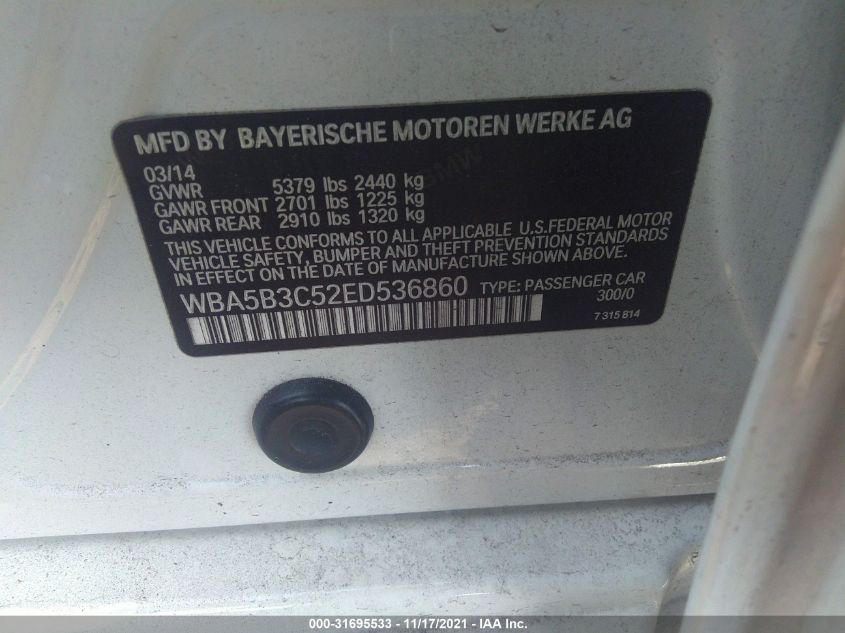 MFD BY BAYERISCHE MOTOREN WERKE AG
03/14
GVWR 5379 lbs 2440 kg
GAWR FRONT 2701 lbs 1225 kg
GAWR REAR 2910 lbs 1320 kg
THIS VEHICLE CONFORMS TO ALL APPLICABLE U.S.FEDERAL MOTOR
VEHICLE SAFETY, BUMPER AND THEFT PREVENTION STANDARDS
IN EFFECT ON THE DATE OF MANUFACTURE SHOWN ABOVE.
WBA5B3C52ED536860 TYPE: PASSENGER CAR
300/0
7 315 814
BMW
000-31695533 - 11/17/2021 - IAA Inc.